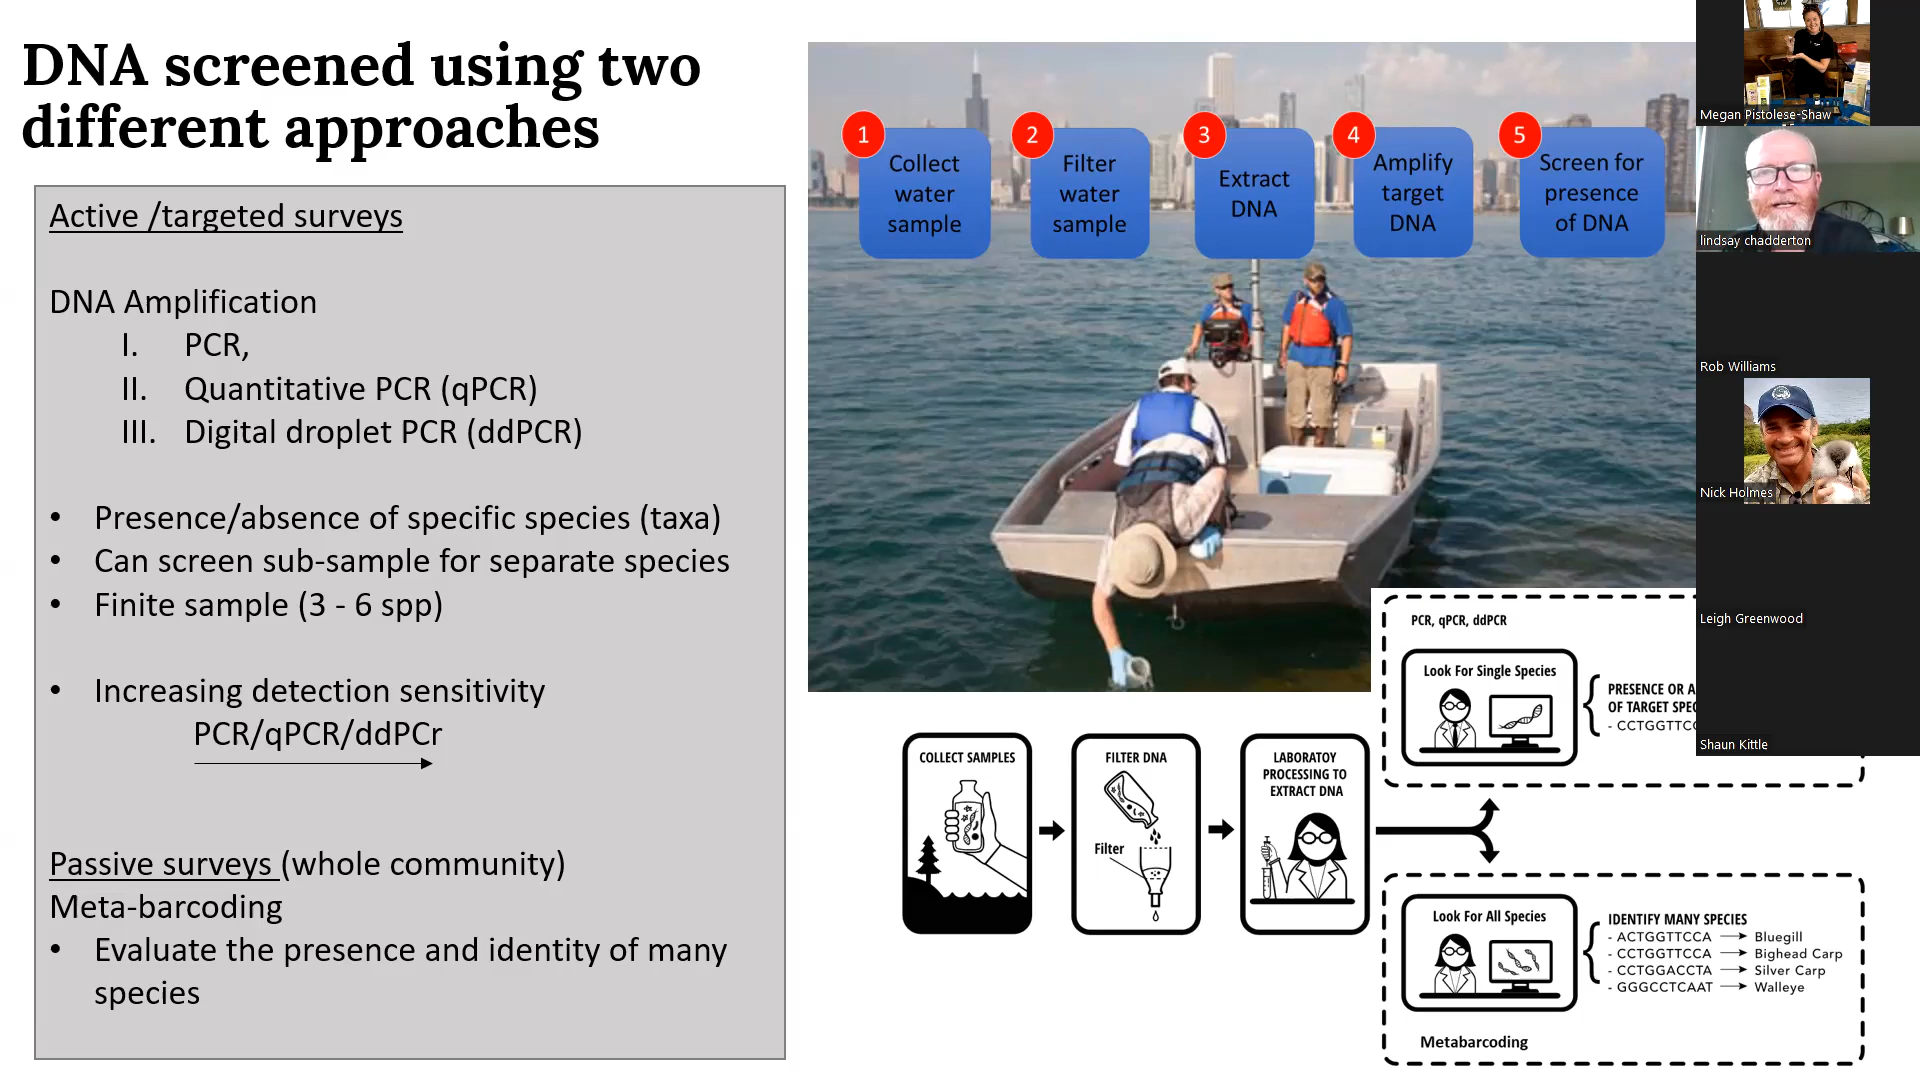 DNA screened using two
different approaches
Active /targeted surveys
DNA Amplification
I. PCR,
II. Quantitative PCR (qPCR)
III. Digital droplet PCR (ddPCR)
• Presence/absence of specific species (taxa)
• Can screen sub-sample for separate species
• Finite sample (3 - 6 spp)
• Increasing detection sensitivity
PCR/qPCR/ddPCr
Passive surveys (whole community)
Meta-barcoding
• Evaluate the presence and identity of many
species
1
Collect
water
sample
2
Filter
water
sample
3
Extract
DNA
4
Amplify
target
DNA
5
Screen for
presence
of DNA
COLLECT SAMPLES
FILTER DNA
Filter
LABORATOY
PROCESSING TO
EXTRACT DNA
PCR, qPCR, ddPCR
Look For Single Species
PRESENCE OR A
OF TARGET SPEC
- CCTGGTTCC
Look For All Species
IDENTIFY MANY SPECIES
- ACTGGTTCCA → Bluegill
- CCTGGTTCCA → Bighead Carp
- CCTGGACCTA → Silver Carp
- GGGCCTCAAT → Walleye
Metabarcoding
Megan Pistolese-Shaw
lindsay chadderton
Rob Williams
Nick Holmes
Leigh Greenwood
Shaun Kittle